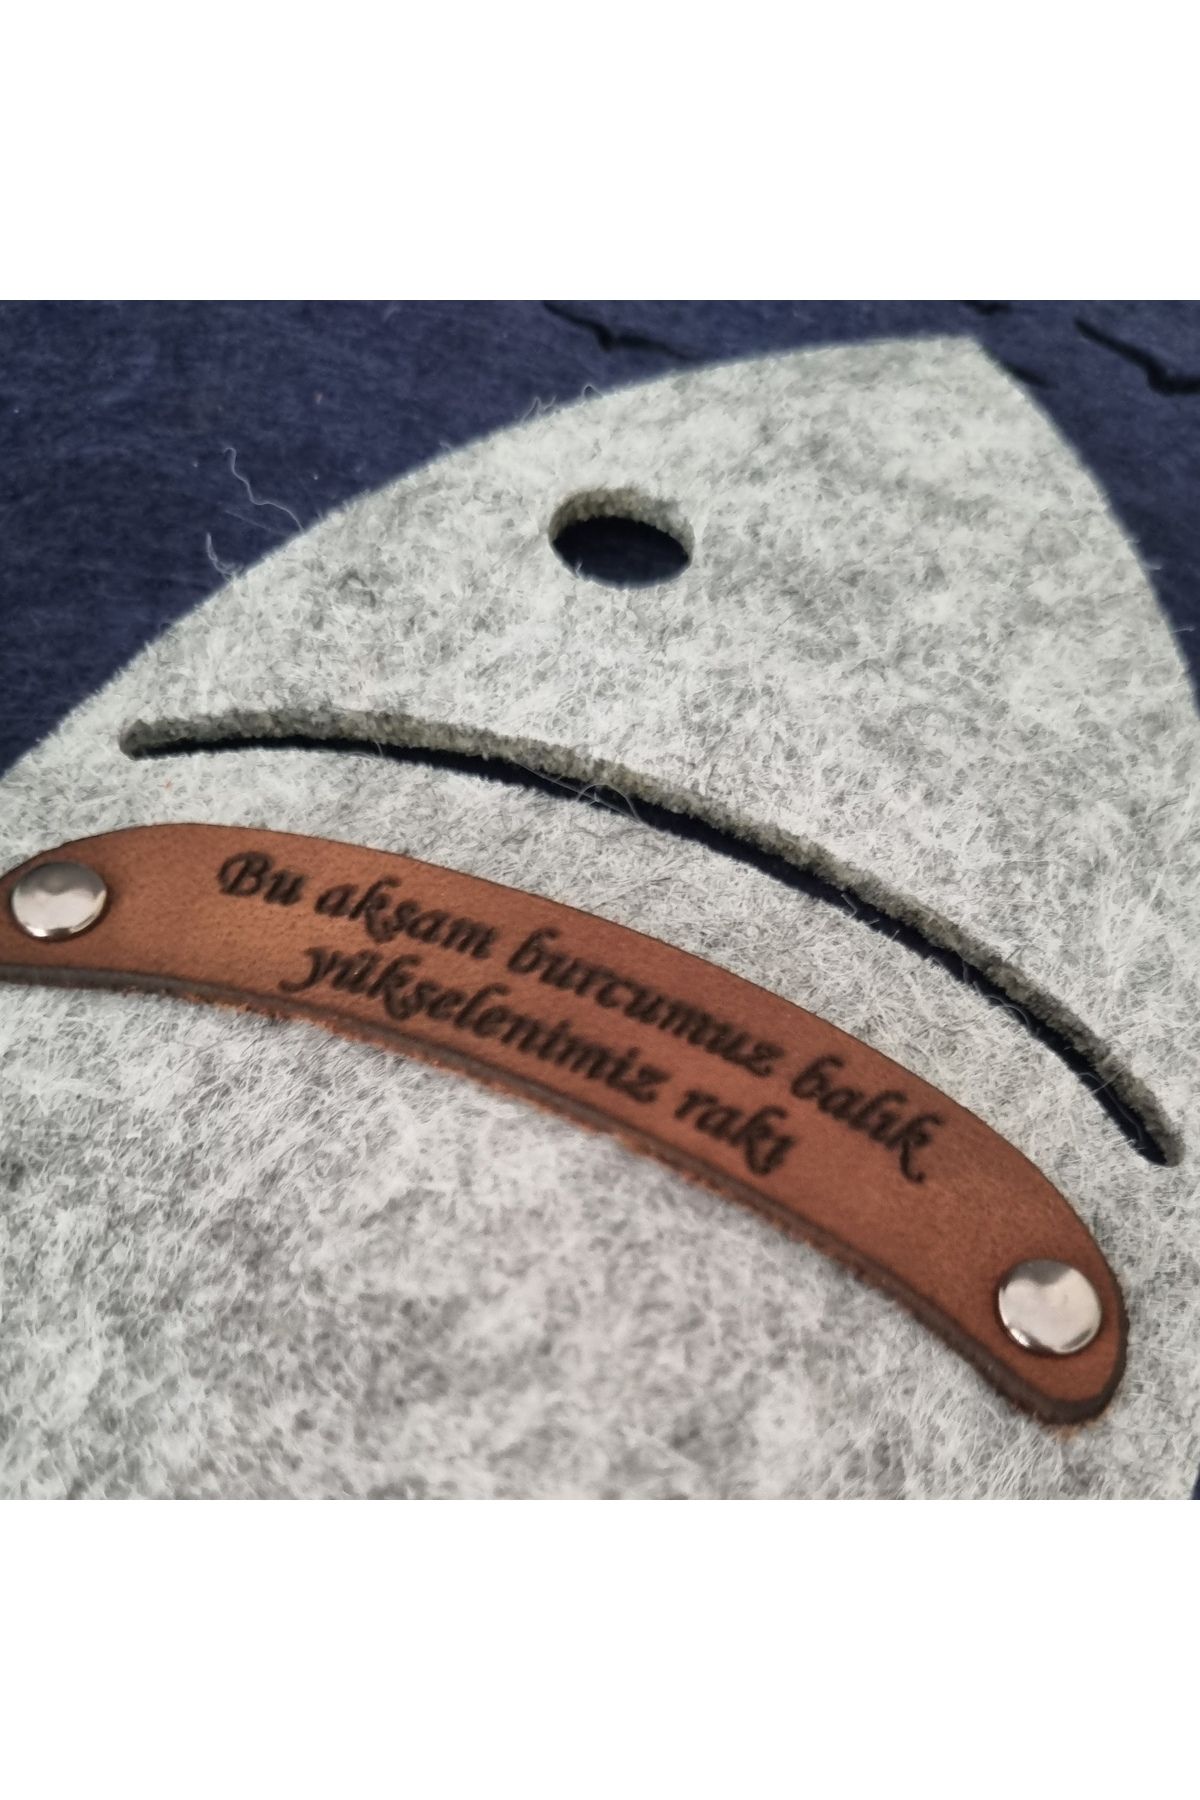 Bu akşam burcumuz balık
yükselenimiz rakı